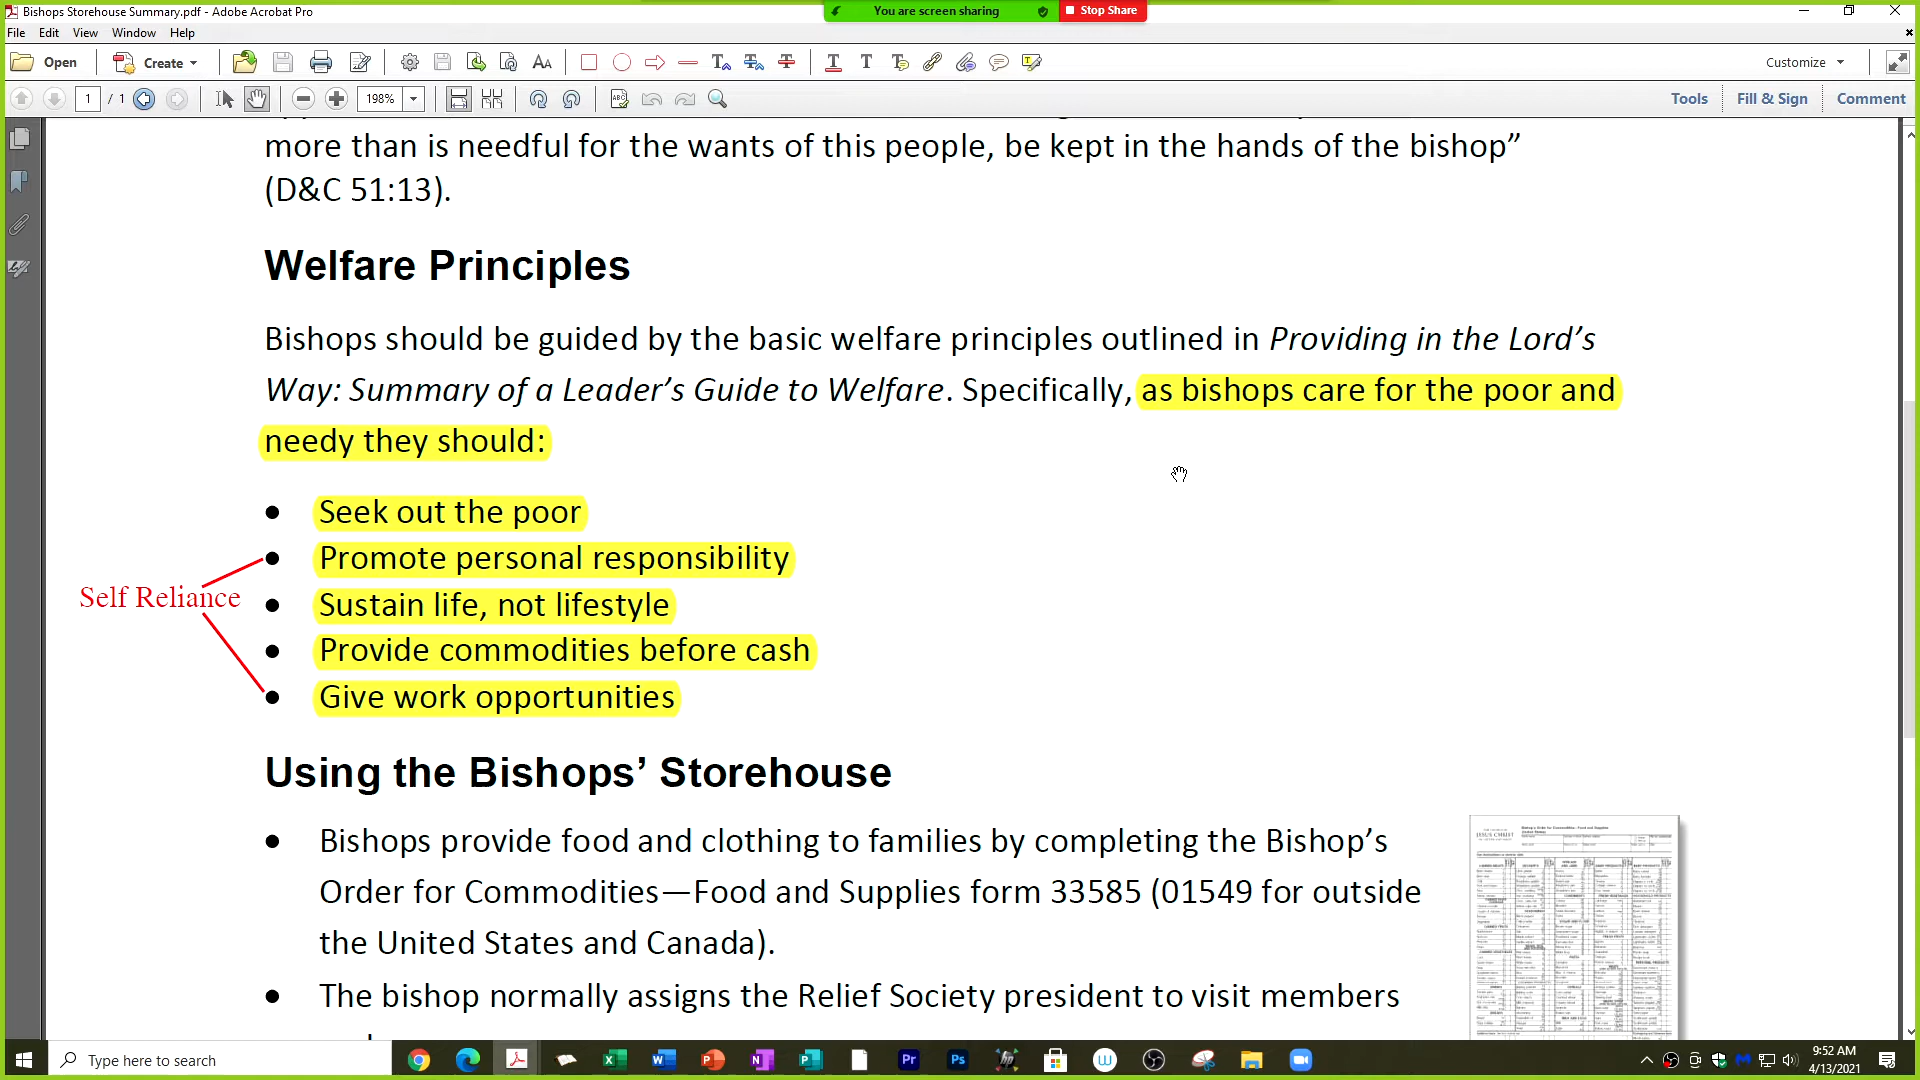 Bishops Storehouse Summary.pdf - Adobe Acrobat Pro
You are screen sharing
Stop Share
File Edit View Window Help
Open Create Customize
1 / 1 198% Tools Fill & Sign Comment
more than is needful for the wants of this people, be kept in the hands of the bishop”
(D&C 51:13).
Welfare Principles
Bishops should be guided by the basic welfare principles outlined in Providing in the Lord’s
Way: Summary of a Leader’s Guide to Welfare. Specifically, as bishops care for the poor and
needy they should:
• Seek out the poor
• Promote personal responsibility
Self Reliance
• Sustain life, not lifestyle
• Provide commodities before cash
• Give work opportunities
Using the Bishops’ Storehouse
• Bishops provide food and clothing to families by completing the Bishop’s
Order for Commodities—Food and Supplies form 33585 (01549 for outside
the United States and Canada).
• The bishop normally assigns the Relief Society president to visit members
Type here to search
9:52 AM
4/13/2021